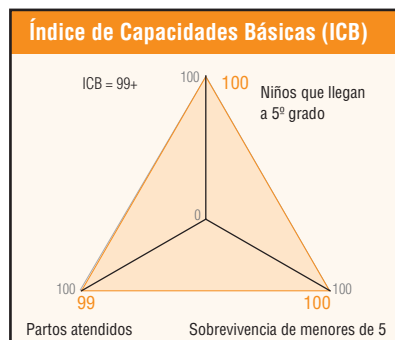 Índice de Capacidades Básicas (ICB)
ICB = 99+
100
100
Niños que llegan
a 5º grado
0
100
99
100
100
Partos atendidos
Sobrevivencia de menores de 5